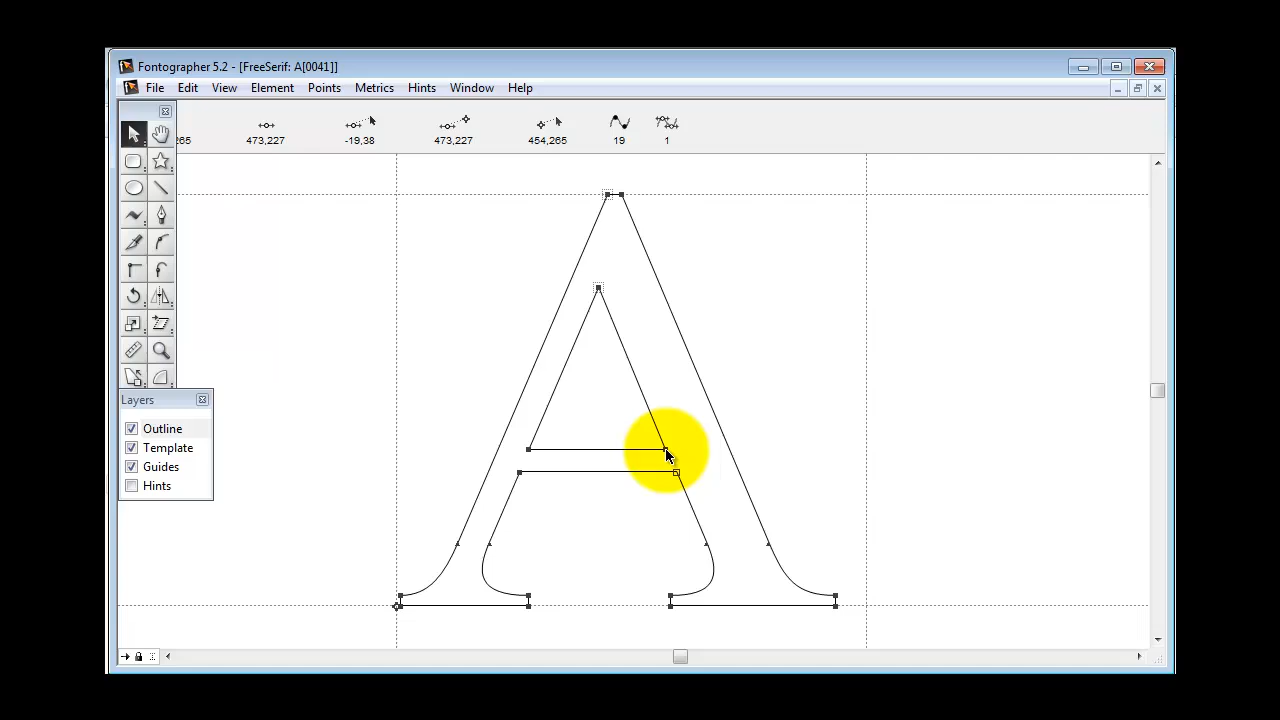 Fontographer 5.2 - [FreeSerif: A[0041]]
File Edit View Element Points Metrics Hints Window Help
265 473,227 -19,38 473,227 454,265 19 1
Layers
Outline
Template
Guides
Hints